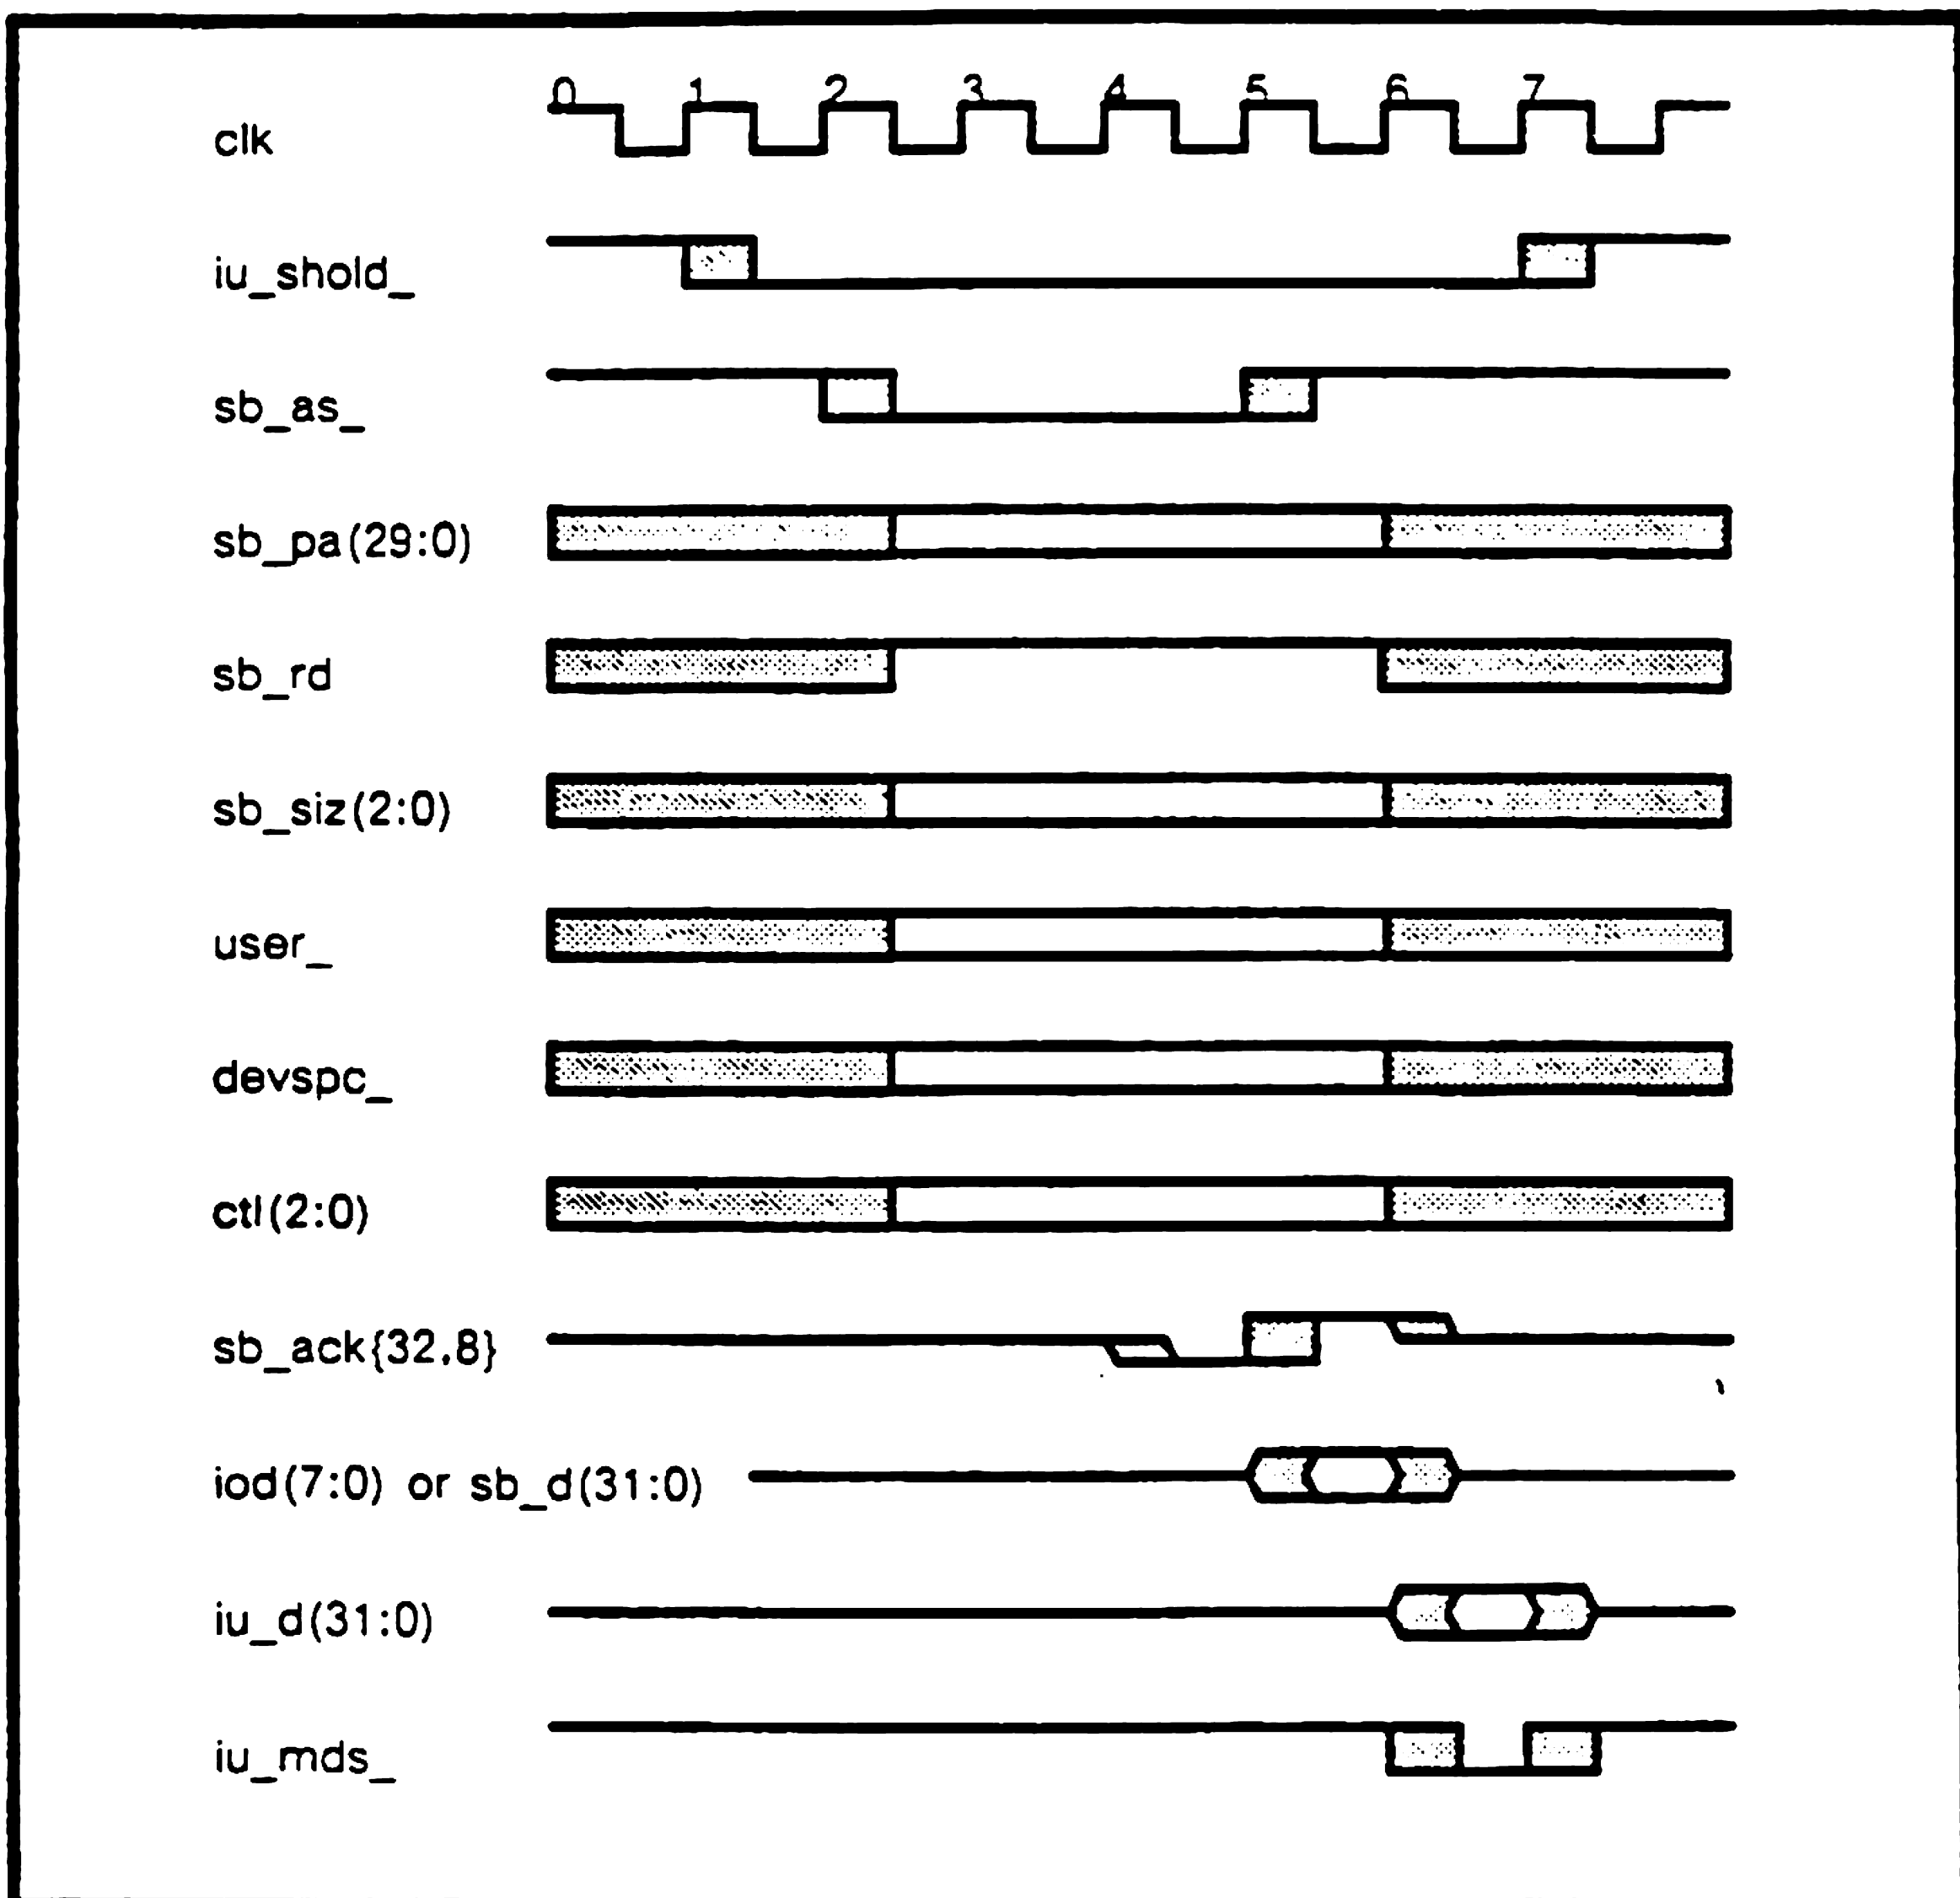 0 1 2 3 4 5 6 7
clk
iu_shold_
sb_as_
sb_pa(29:0)
sb_rd
sb_siz(2:0)
user_
devspc_
ctl(2:0)
sb_ack{32,8}
iod(7:0) or sb_d(31:0)
iu_d(31:0)
iu_mds_